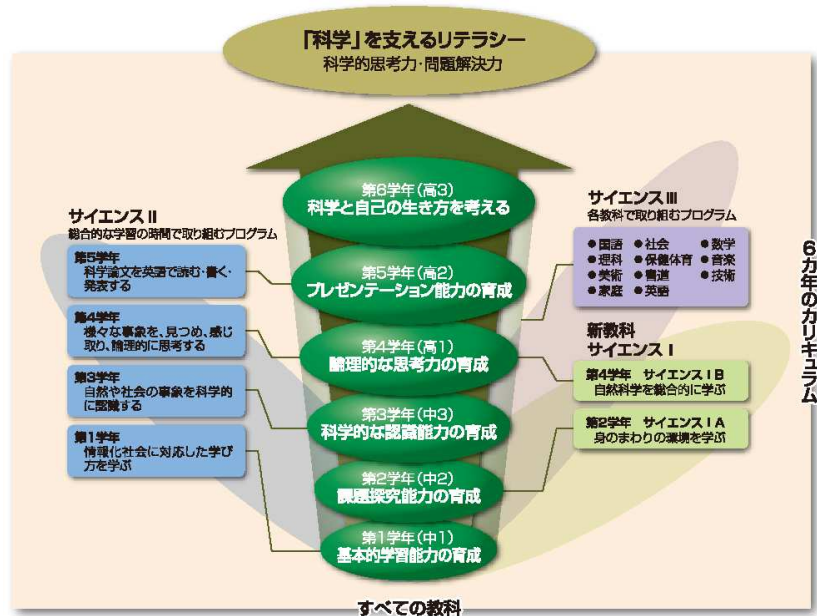 「科学」を支えるリテラシー
科学的思考力・問題解決力
第6学年(高3)
科学と自己の生き方を考える
第5学年(高2)
プレゼンテーション能力の育成
第4学年(高1)
論理的な思考力の育成
第3学年(中3)
科学的な認識能力の育成
第2学年(中2)
課題探究能力の育成
第1学年(中1)
基本的学習能力の育成
サイエンスⅡ
総合的な学習の時間で取り組むプログラム
第5学年
科学論文を英語で読む・書く・
発表する
第4学年
様々な事象を、見つめ、感じ
取り、論理的に思考する
第3学年
自然や社会の事象を科学的
に認識する
第1学年
情報化社会に対応した学び
方を学ぶ
サイエンスⅢ
各教科で取り組むプログラム
●国語 ●社会 ●数学
●理科 ●保健体育 ●音楽
●美術 ●書道 ●技術
●家庭 ●英語
新教科
サイエンスⅠ
第4学年 サイエンスⅠB
自然科学を総合的に学ぶ
第2学年 サイエンスⅠA
身のまわりの環境を学ぶ
6カ年のカリキュラム
すべての教科